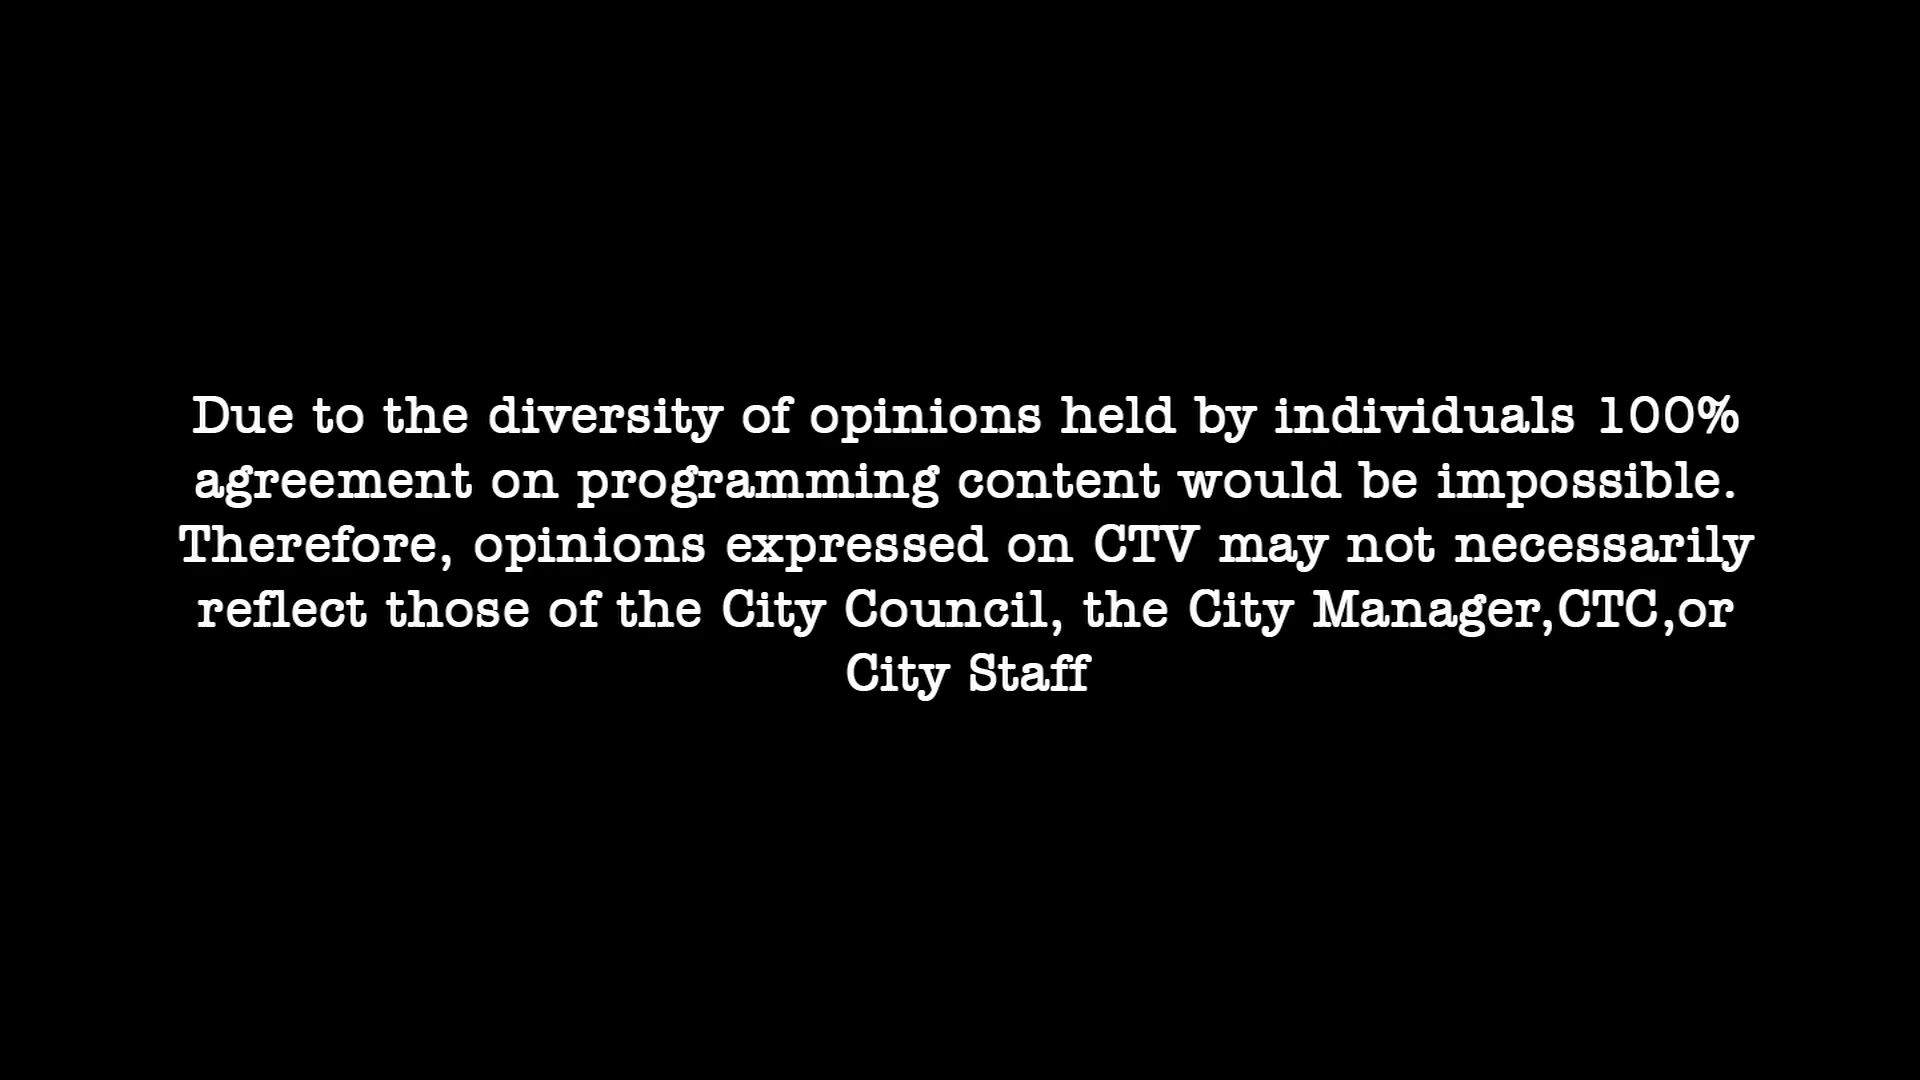 Due to the diversity of opinions held by individuals 100%
agreement on programming content would be impossible.
Therefore, opinions expressed on CTV may not necessarily
reflect those of the City Council, the City Manager,CTC,or
City Staff